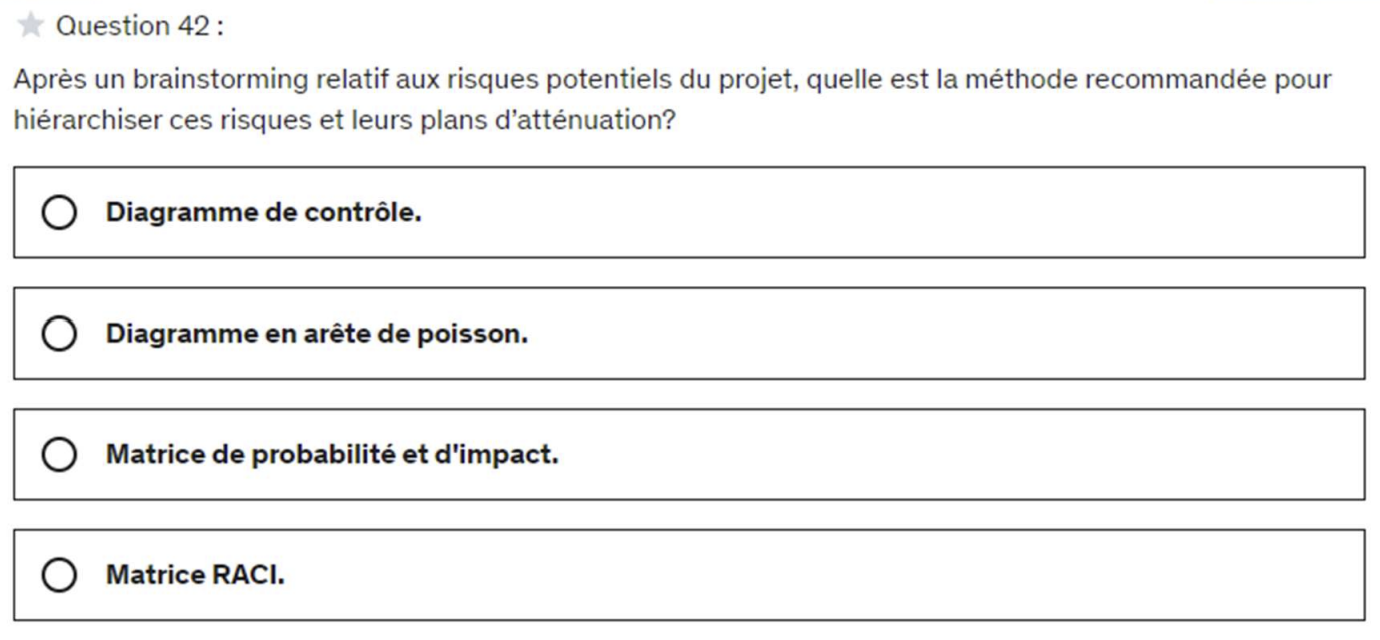 Question 42 :
Après un brainstorming relatif aux risques potentiels du projet, quelle est la méthode recommandée pour
hiérarchiser ces risques et leurs plans d’atténuation?
Diagramme de contrôle.
Diagramme en arête de poisson.
Matrice de probabilité et d'impact.
Matrice RACI.